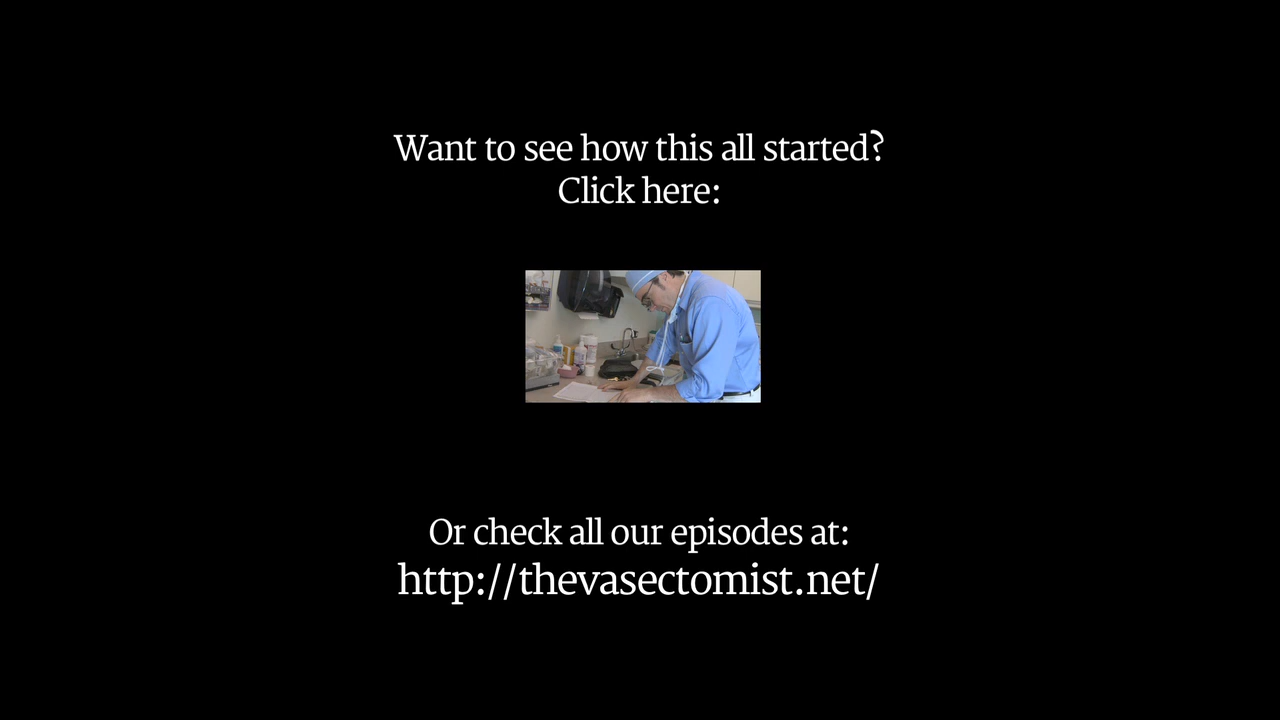 Want to see how this all started?
Click here:
Or check all our episodes at:
http://thevasectomist.net/